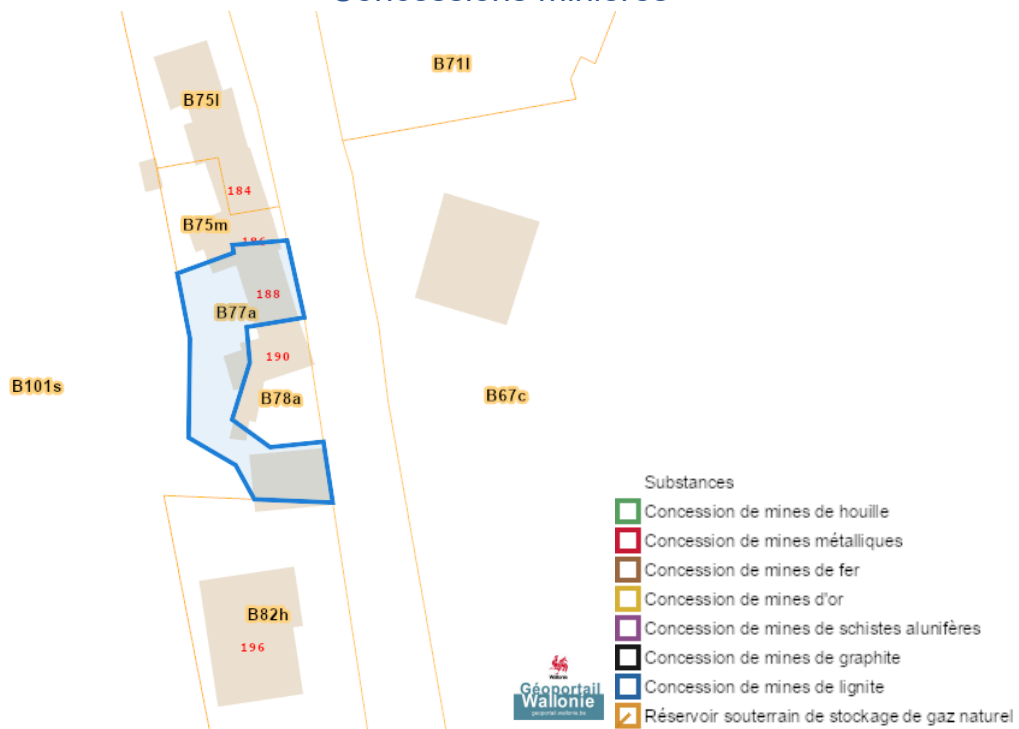 Concessions minières
B71l
B75l
184
B75m
186
188
B77a
190
B101s
B78a
B67c
B82h
196
Substances
Concession de mines de houille
Concession de mines métalliques
Concession de mines de fer
Concession de mines d'or
Concession de mines de schistes alunifères
Concession de mines de graphite
Concession de mines de lignite
Réservoir souterrain de stockage de gaz naturel
Wallonie
Géoportail
Wallonie
geoportail.wallonie.be